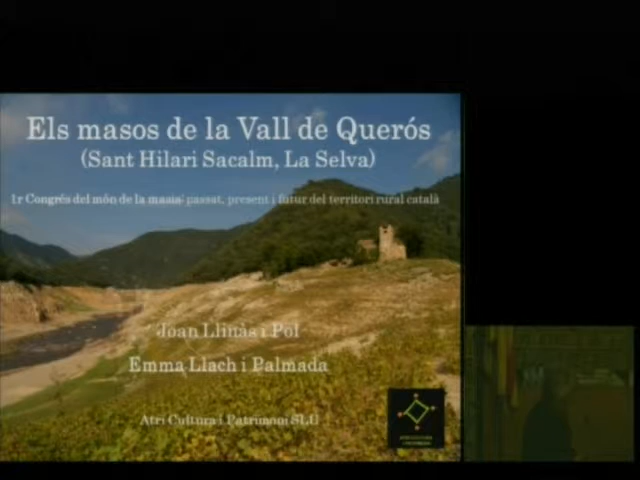 Els masos de la Vall de Querós
(Sant Hilari Sacalm, La Selva)
1r Congrés del món de la masia: passat, present i futur del territori rural català
Joan Llinàs i Pol
Emma Llach i Palmada
Atri Cultura i Patrimoni SLU